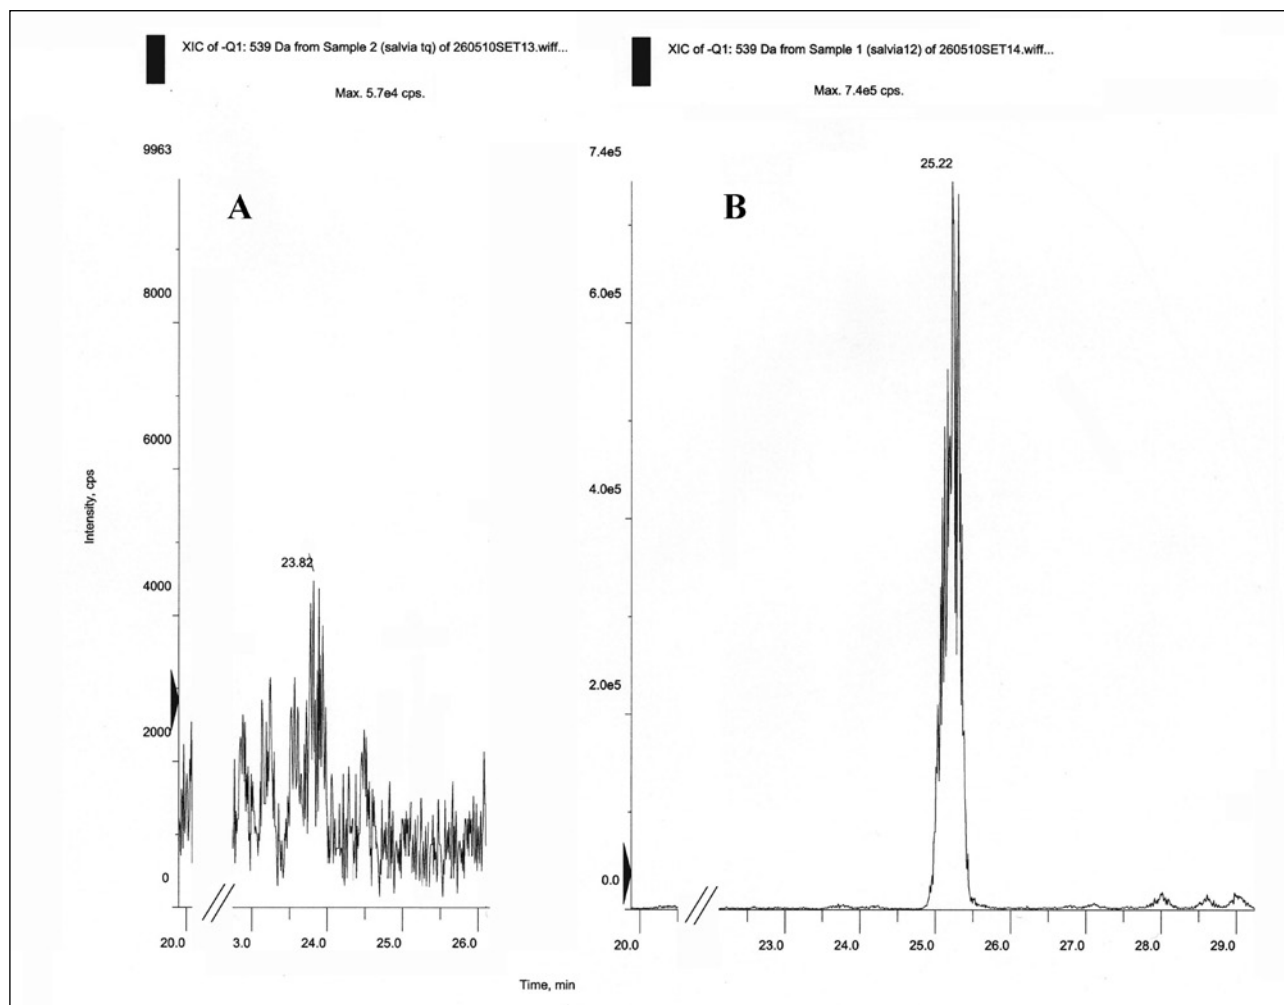 XIC of -Q1: 539 Da from Sample 2 (salvia tq) of 260510SET13.wiff...
Max. 5.7e4 cps.
9963
A
8000
6000
Intensity, cps
23.82
4000
2000
0
20.0 3.0 24.0 25.0 26.0
XIC of -Q1: 539 Da from Sample 1 (salvia12) of 260510SET14.wiff...
Max. 7.4e5 cps.
7.4e5
25.22
B
6.0e5
4.0e5
2.0e5
0.0
20.0 23.0 24.0 25.0 26.0 27.0 28.0 29.0
Time, min